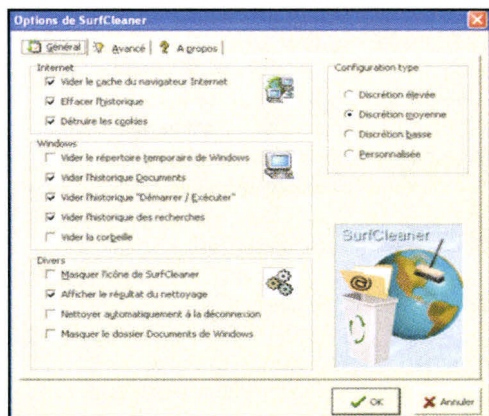 Options de SurfCleaner
Général Avancé A propos
Internet
Vider le cache du navigateur Internet
Effacer l'historique
Détruire les cookies
Windows
Vider le répertoire temporaire de Windows
Vider l'historique Documents
Vider l'historique "Démarrer / Exécuter"
Vider l'historique des recherches
Vider la corbeille
Divers
Masquer l'icône de SurfCleaner
Afficher le résultat du nettoyage
Nettoyer automatiquement à la déconnexion
Masquer le dossier Documents de Windows
Configuration type
Discrétion élevée
Discrétion moyenne
Discrétion basse
Personnalisée
SurfCleaner
@
OK Annuler